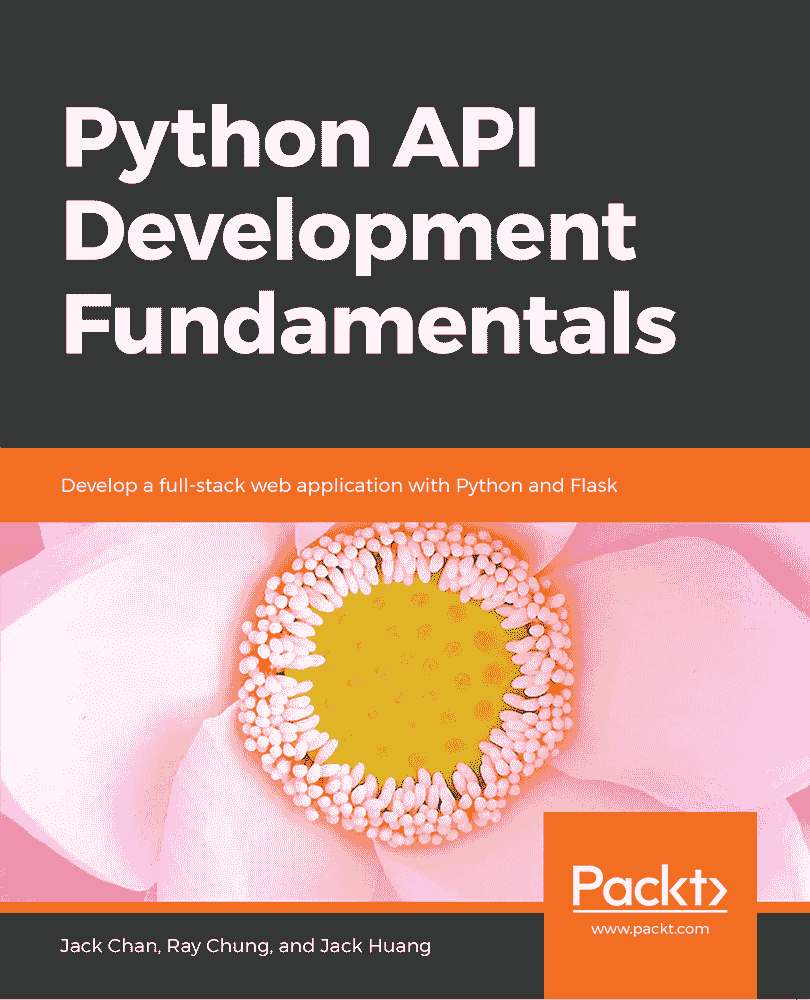 Python API
Development
Fundamentals
Develop a full-stack web application with Python and Flask
Packt>
www.packt.com
Jack Chan, Ray Chung, and Jack Huang